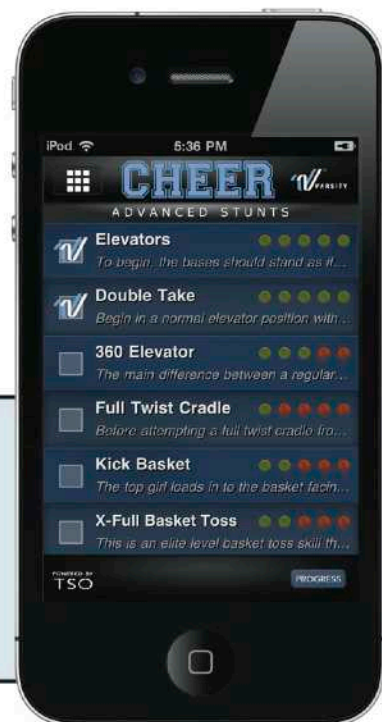 iPod 5:36 PM
CHEER VARSITY
ADVANCED STUNTS
Elevators
To begin, the bases should stand as if...
Double Take
Begin in a normal elevator position with...
360 Elevator
The main difference between a regular...
Full Twist Cradle
Before attempting a full twist cradle fro...
Kick Basket
The top girl loads in to the basket facin...
X-Full Basket Toss
This is an elite level basket toss skill th...
POWERED BY
TSO PROGRESS